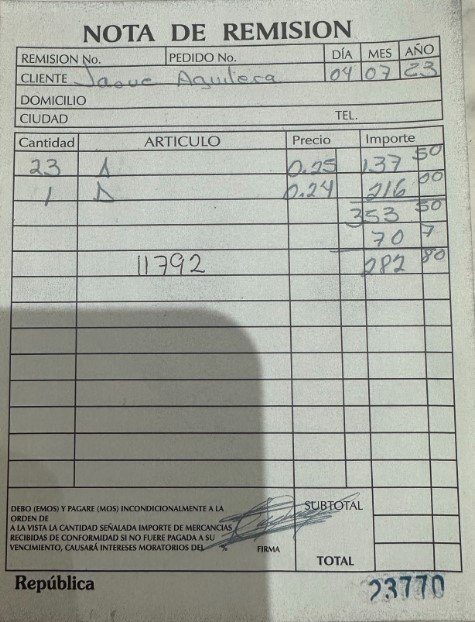 NOTA DE REMISION
REMISION No. PEDIDO No. DÍA MES AÑO
CLIENTE Josue Aguilera 04 07 23
DOMICILIO
CIUDAD TEL.
Cantidad ARTICULO Precio Importe
23 A 0.25 137 50
1 A 0.24 216 00
353 50
70 7
11792 282 80
DEBO (EMOS) Y PAGARE (MOS) INCONDICIONALMENTE A LA
ORDEN DE
A LA VISTA LA CANTIDAD SEÑALADA IMPORTE DE MERCANCIAS
RECIBIDAS DE CONFORMIDAD SI NO FUERE PAGADA A SU
VENCIMIENTO, CAUSARÁ INTERESES MORATORIOS DEL % FIRMA
SUBTOTAL
TOTAL
República 23770